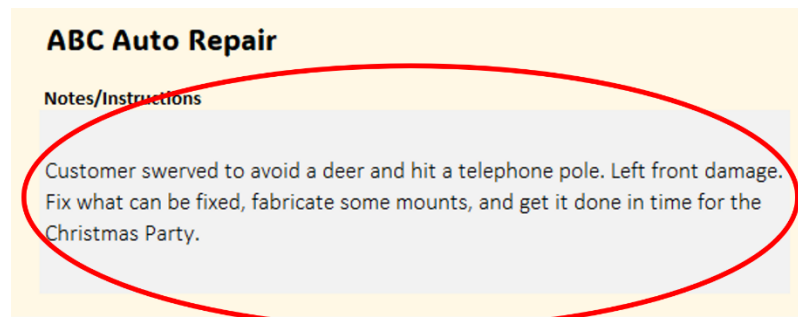 ABC Auto Repair
Notes/Instructions
Customer swerved to avoid a deer and hit a telephone pole. Left front damage.
Fix what can be fixed, fabricate some mounts, and get it done in time for the
Christmas Party.